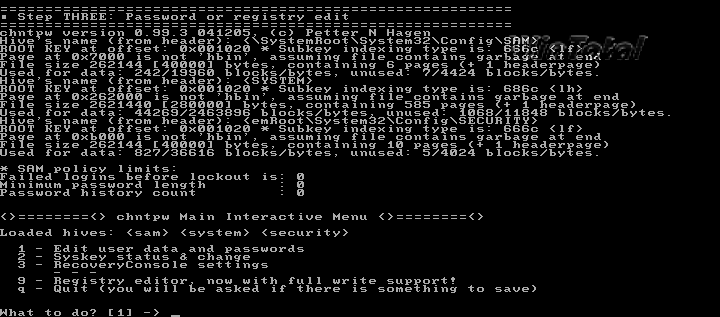 =========================================================
• Step THREE: Password or registry edit
=========================================================
chntpw version 0.99.3 041205, (c) Petter N Hagen
Hive's name (from header): <\SystemRoot\System32\Config\SAM>
ROOT KEY at offset: 0x001020 * Subkey indexing type is: 666c <lf>
Page at 0x7000 is not 'hbin', assuming file contains garbage at end
File size 262144 [40000] bytes, containing 6 pages (+ 1 headerpage)
Used for data: 242/19960 blocks/bytes, unused: 7/4424 blocks/bytes.
Hive's name (from header): <SYSTEM>
ROOT KEY at offset: 0x001020 * Subkey indexing type is: 686c <lh>
Page at 0x262000 is not 'hbin', assuming file contains garbage at end
File size 2621440 [280000] bytes, containing 585 pages (+ 1 headerpage)
Used for data: 44269/2463896 blocks/bytes, unused: 1068/11848 blocks/bytes.
Hive's name (from header): <emRoot\System32\Config\SECURITY>
ROOT KEY at offset: 0x001020 * Subkey indexing type is: 666c <lf>
Page at 0xb000 is not 'hbin', assuming file contains garbage at end
File size 262144 [40000] bytes, containing 10 pages (+ 1 headerpage)
Used for data: 827/36616 blocks/bytes, unused: 5/4024 blocks/bytes.
* SAM policy limits:
Failed logins before lockout is: 0
Minimum password length : 0
Password history count : 0
<>========<> chntpw Main Interactive Menu <>========<>
Loaded hives: <sam> <system> <security>
1 - Edit user data and passwords
2 - Syskey status & change
3 - RecoveryConsole settings
- - -
9 - Registry editor, now with full write support!
q - Quit (you will be asked if there is something to save)
What to do? [1] -> _